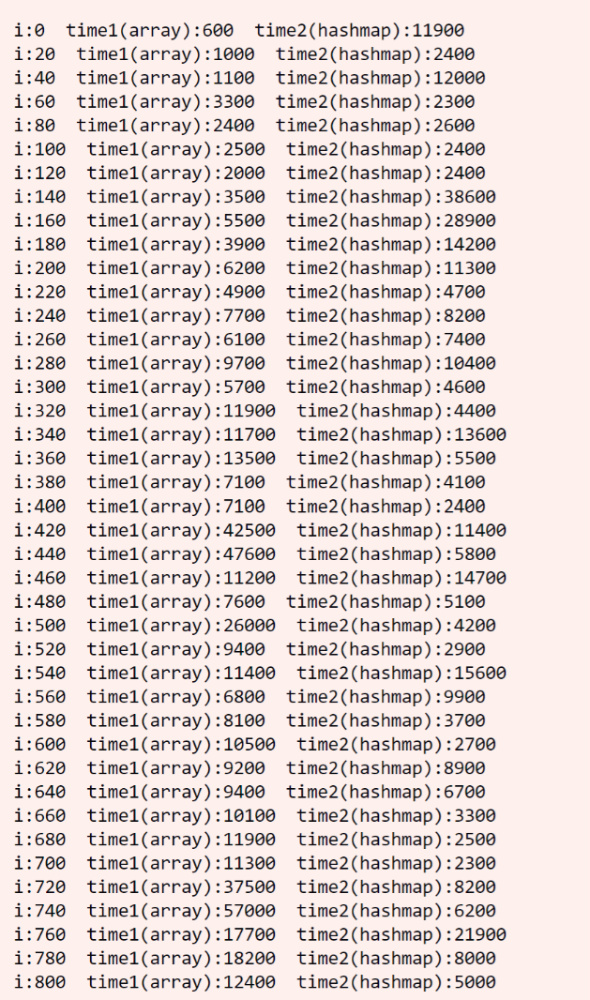 i:0  time1(array):600  time2(hashmap):11900
i:20  time1(array):1000  time2(hashmap):2400
i:40  time1(array):1100  time2(hashmap):12000
i:60  time1(array):3300  time2(hashmap):2300
i:80  time1(array):2400  time2(hashmap):2600
i:100  time1(array):2500  time2(hashmap):2400
i:120  time1(array):2000  time2(hashmap):2400
i:140  time1(array):3500  time2(hashmap):38600
i:160  time1(array):5500  time2(hashmap):28900
i:180  time1(array):3900  time2(hashmap):14200
i:200  time1(array):6200  time2(hashmap):11300
i:220  time1(array):4900  time2(hashmap):4700
i:240  time1(array):7700  time2(hashmap):8200
i:260  time1(array):6100  time2(hashmap):7400
i:280  time1(array):9700  time2(hashmap):10400
i:300  time1(array):5700  time2(hashmap):4600
i:320  time1(array):11900  time2(hashmap):4400
i:340  time1(array):11700  time2(hashmap):13600
i:360  time1(array):13500  time2(hashmap):5500
i:380  time1(array):7100  time2(hashmap):4100
i:400  time1(array):7100  time2(hashmap):2400
i:420  time1(array):42500  time2(hashmap):11400
i:440  time1(array):47600  time2(hashmap):5800
i:460  time1(array):11200  time2(hashmap):14700
i:480  time1(array):7600  time2(hashmap):5100
i:500  time1(array):26000  time2(hashmap):4200
i:520  time1(array):9400  time2(hashmap):2900
i:540  time1(array):11400  time2(hashmap):15600
i:560  time1(array):6800  time2(hashmap):9900
i:580  time1(array):8100  time2(hashmap):3700
i:600  time1(array):10500  time2(hashmap):2700
i:620  time1(array):9200  time2(hashmap):8900
i:640  time1(array):9400  time2(hashmap):6700
i:660  time1(array):10100  time2(hashmap):3300
i:680  time1(array):11900  time2(hashmap):2500
i:700  time1(array):11300  time2(hashmap):2300
i:720  time1(array):37500  time2(hashmap):8200
i:740  time1(array):57000  time2(hashmap):6200
i:760  time1(array):17700  time2(hashmap):21900
i:780  time1(array):18200  time2(hashmap):8000
i:800  time1(array):12400  time2(hashmap):5000